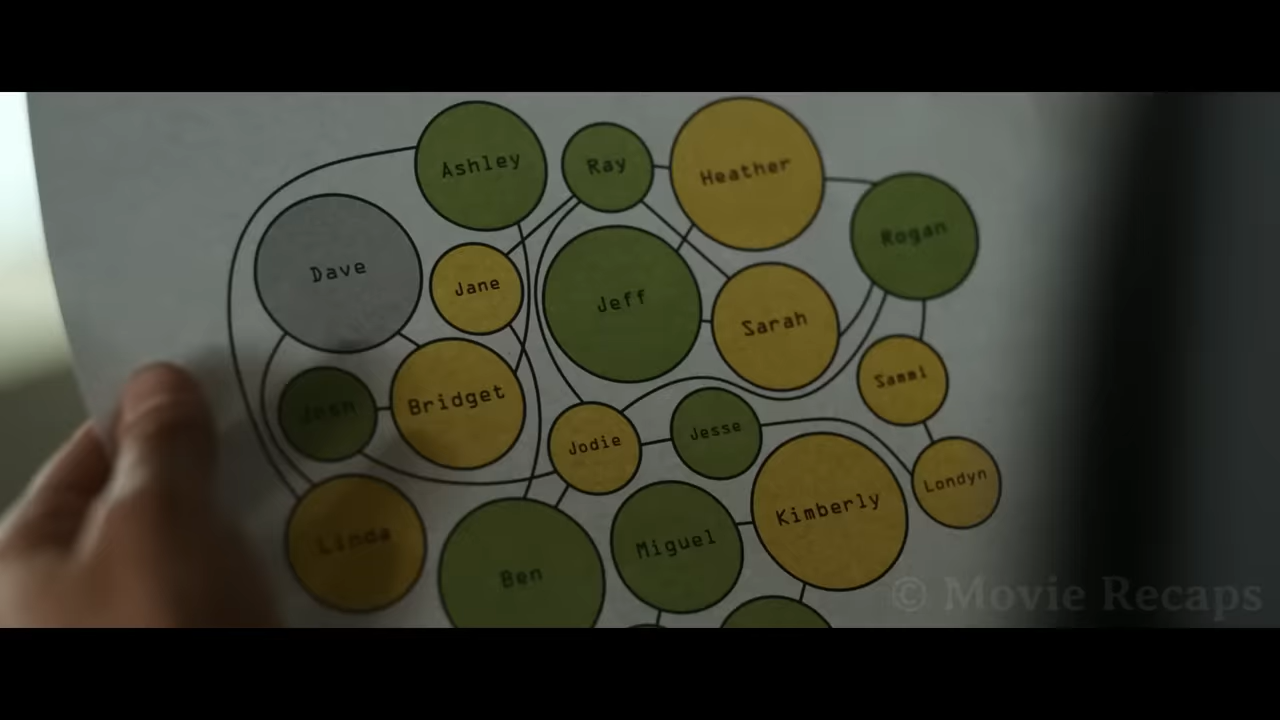 Ashley
Ray
Heather
Rogan
Dave
Jane
Jeff
Sarah
Sammi
Josh
Bridget
Jodie
Jesse
Londyn
Kimberly
Linda
Miguel
Ben
© Movie Recaps